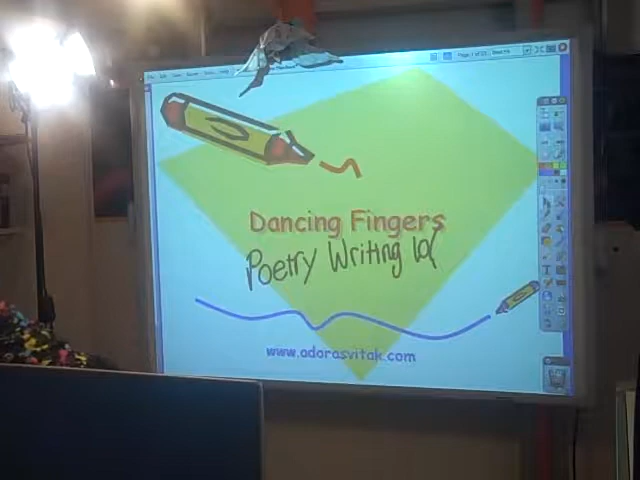 Dancing Fingers
Poetry Writing 101
www.adorasvitak.com